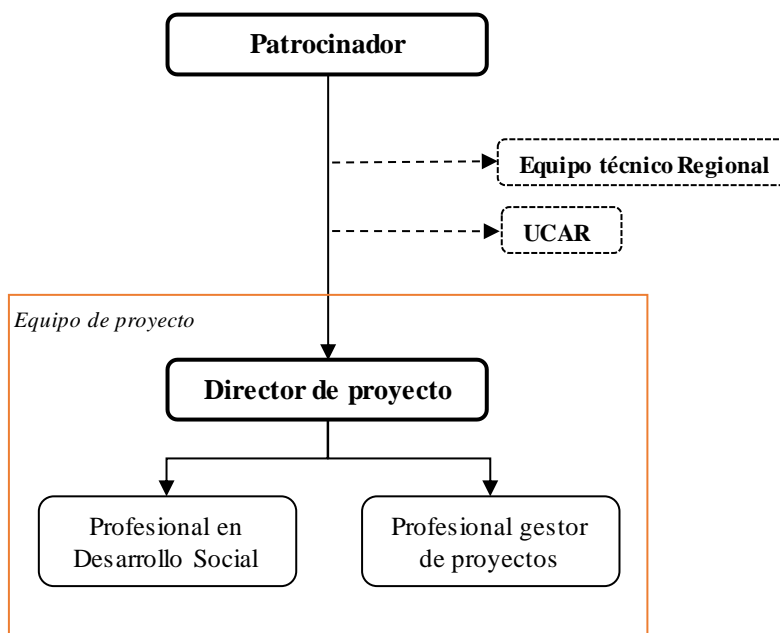 Patrocinador
Equipo técnico Regional
UCAR
Equipo de proyecto
Director de proyecto
Profesional en
Desarrollo Social
Profesional gestor
de proyectos